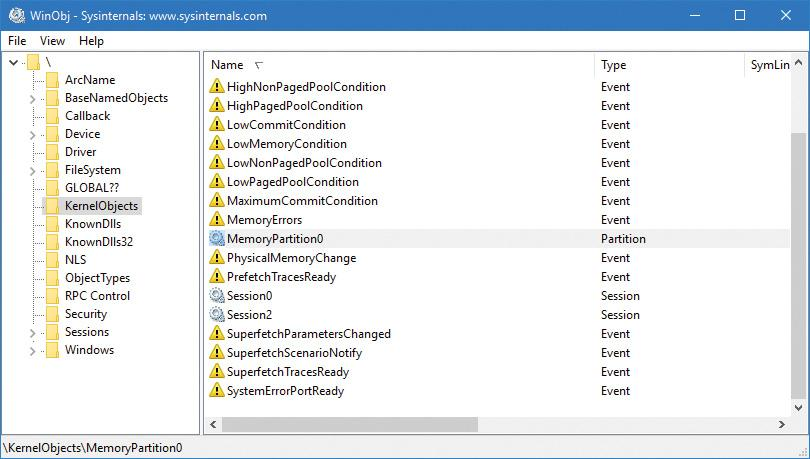 WinObj - Sysinternals: www.sysinternals.com
File View Help
\
ArcName
BaseNamedObjects
Callback
Device
Driver
FileSystem
GLOBAL??
KernelObjects
KnownDlls
KnownDlls32
NLS
ObjectTypes
RPC Control
Security
Sessions
Windows
Name Type SymLin
HighNonPagedPoolCondition Event
HighPagedPoolCondition Event
LowCommitCondition Event
LowMemoryCondition Event
LowNonPagedPoolCondition Event
LowPagedPoolCondition Event
MaximumCommitCondition Event
MemoryErrors Event
MemoryPartition0 Partition
PhysicalMemoryChange Event
PrefetchTracesReady Event
Session0 Session
Session2 Session
SuperfetchParametersChanged Event
SuperfetchScenarioNotify Event
SuperfetchTracesReady Event
SystemErrorPortReady Event
\KernelObjects\MemoryPartition0